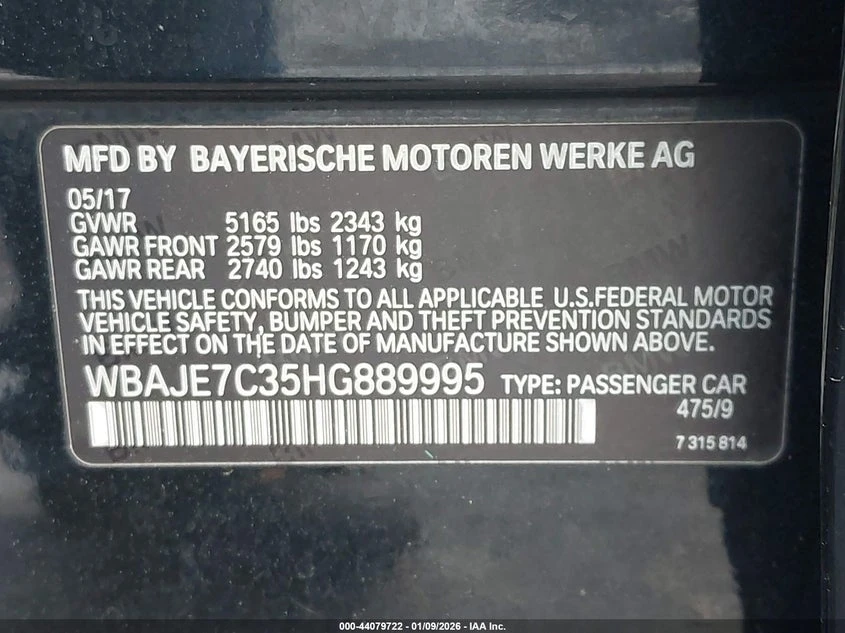 MFD BY BAYERISCHE MOTOREN WERKE AG
05/17
GVWR 5165 lbs 2343 kg
GAWR FRONT 2579 lbs 1170 kg
GAWR REAR 2740 lbs 1243 kg
THIS VEHICLE CONFORMS TO ALL APPLICABLE U.S.FEDERAL MOTOR
VEHICLE SAFETY, BUMPER AND THEFT PREVENTION STANDARDS
IN EFFECT ON THE DATE OF MANUFACTURE SHOWN ABOVE.
WBAJE7C35HG889995 TYPE: PASSENGER CAR
475/9
7 315 814
000-44079722 - 01/09/2026 - IAA Inc.